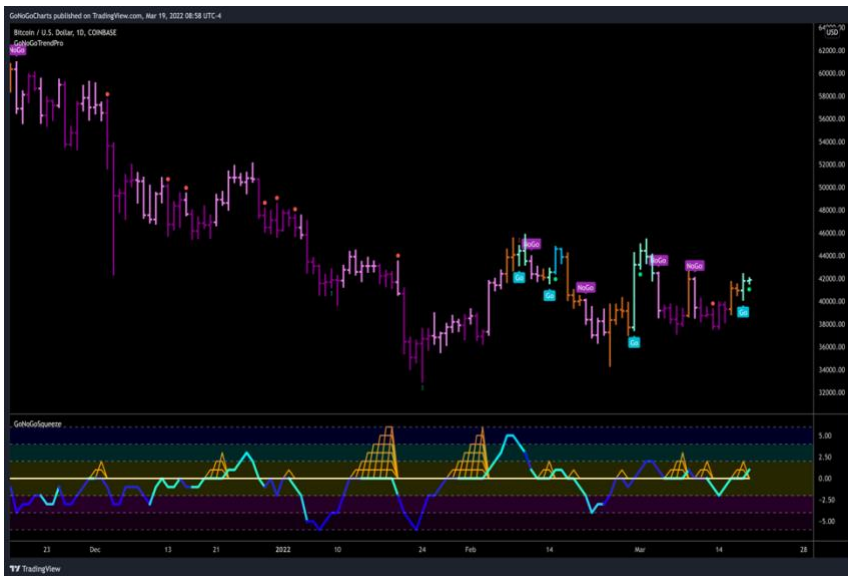 GoNoGoCharts published on TradingView.com, Mar 19, 2022 08:58 UTC-4
Bitcoin / U.S. Dollar, 1D, COINBASE
GoNoGoTrendPro
USD
NoGo
62000.00
60000.00
58000.00
56000.00
54000.00
52000.00
50000.00
48000.00
46000.00
NoGo
NoGo
NoGo
44000.00
Go
Go
NoGo
42000.00
Go
40000.00
Go
38000.00
36000.00
34000.00
32000.00
GoNoGoSqueeze
5.00
2.50
0.00
-2.50
-5.00
23 Dec 13 21 2022 10 24 Feb 14 Mar 14 28
TradingView